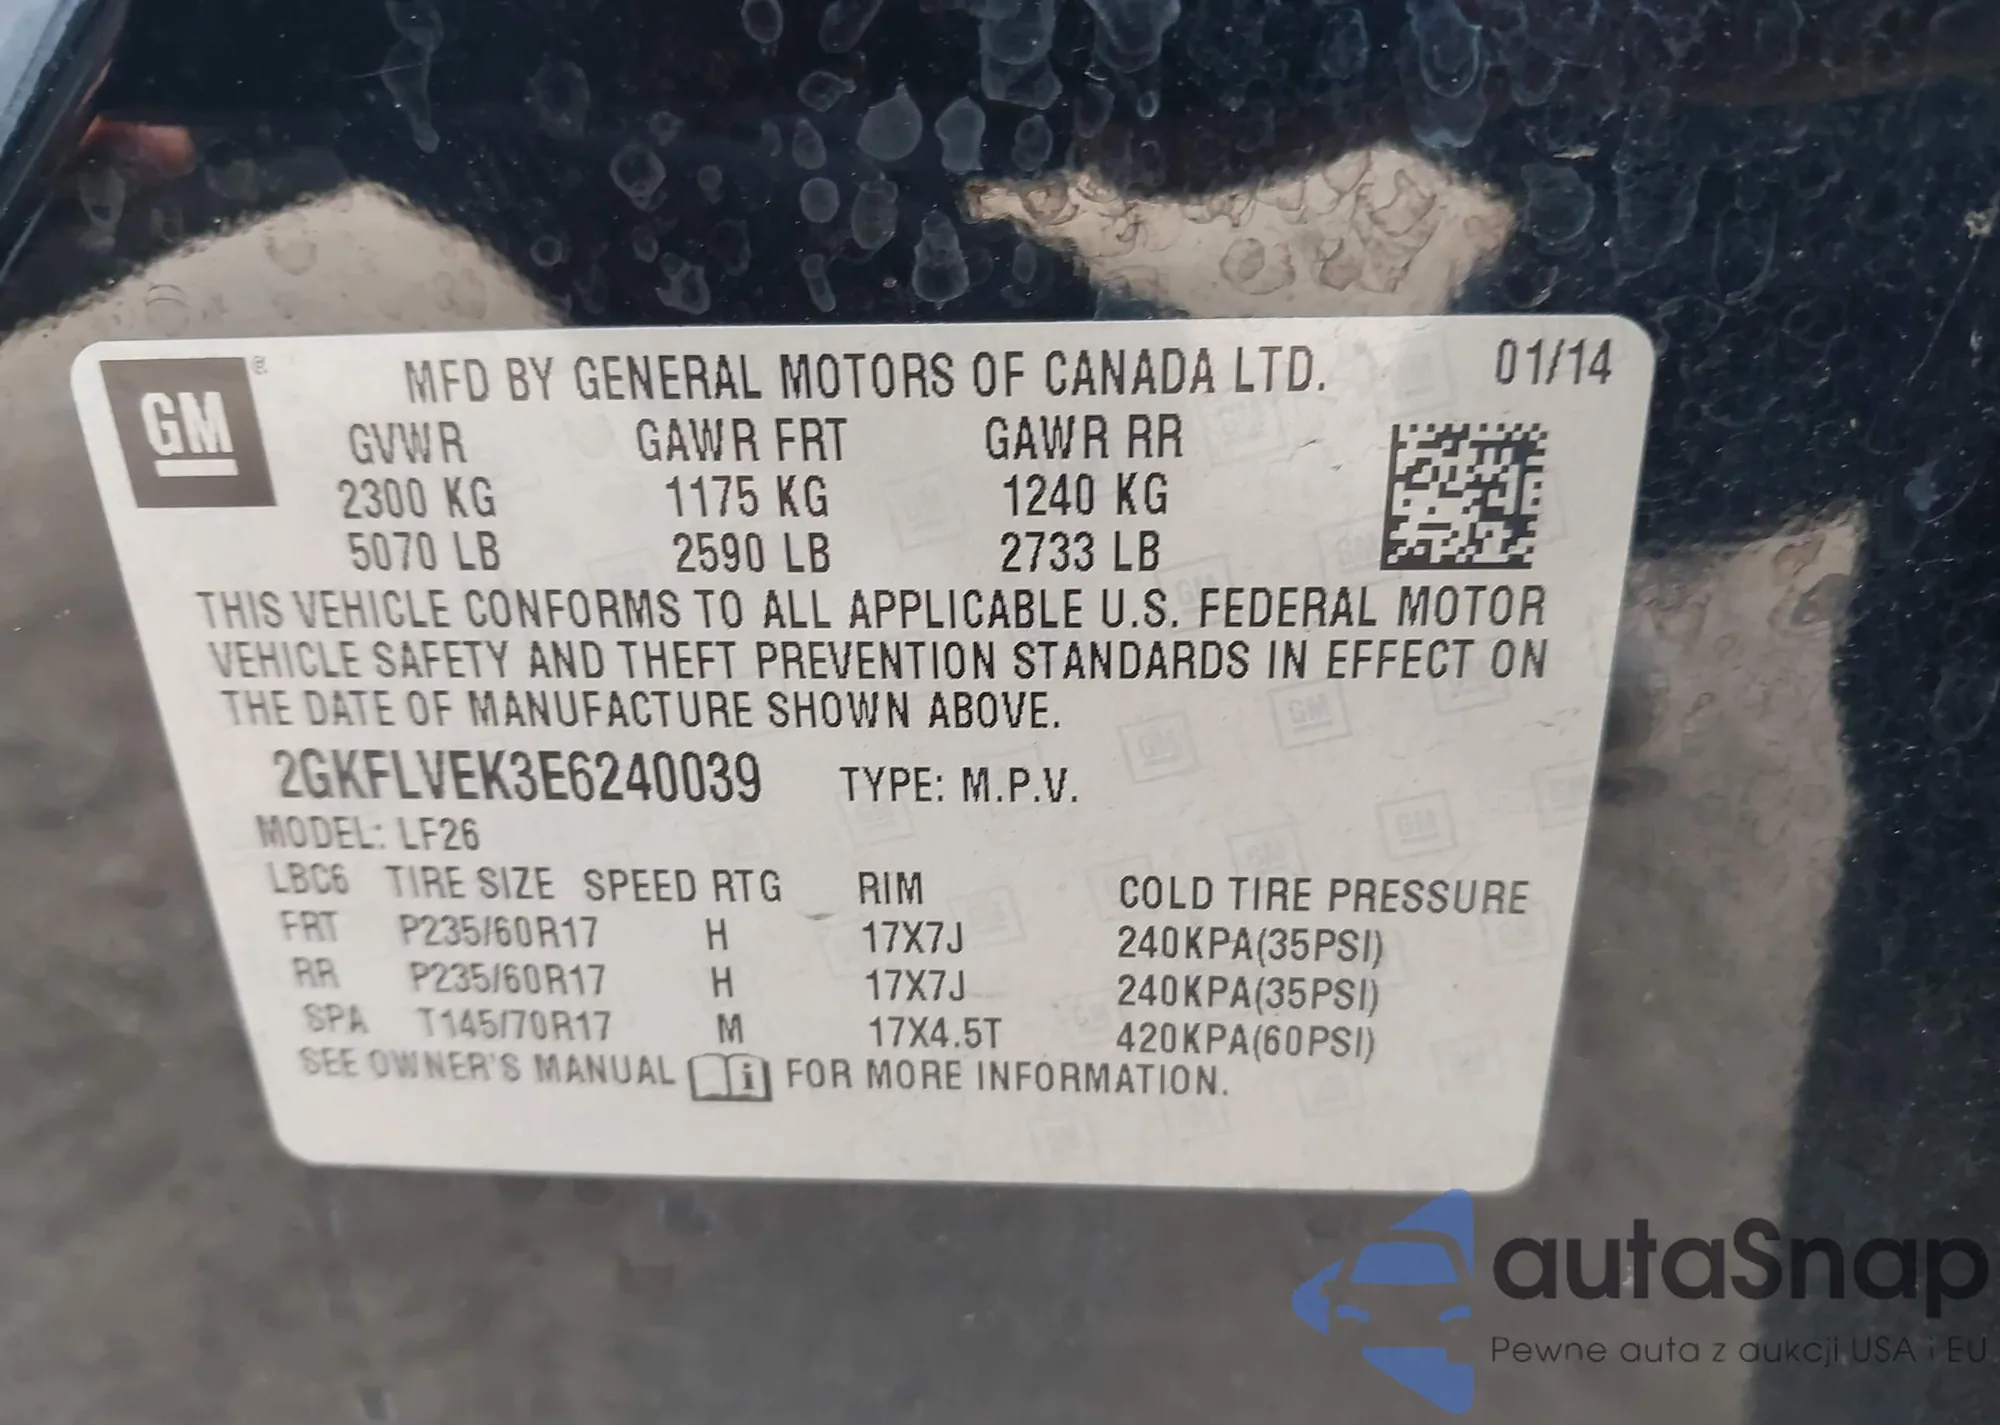 GM ®
MFD BY GENERAL MOTORS OF CANADA LTD. 01/14
GVWR GAWR FRT GAWR RR
2300 KG 1175 KG 1240 KG
5070 LB 2590 LB 2733 LB
THIS VEHICLE CONFORMS TO ALL APPLICABLE U.S. FEDERAL MOTOR
VEHICLE SAFETY AND THEFT PREVENTION STANDARDS IN EFFECT ON
THE DATE OF MANUFACTURE SHOWN ABOVE.
2GKFLVEK3E6240039 TYPE: M.P.V.
MODEL: LF26
LBC6 TIRE SIZE SPEED RTG RIM COLD TIRE PRESSURE
FRT P235/60R17 H 17X7J 240KPA(35PSI)
RR P235/60R17 H 17X7J 240KPA(35PSI)
SPA T145/70R17 M 17X4.5T 420KPA(60PSI)
SEE OWNER'S MANUAL i FOR MORE INFORMATION.
autaSnap
Pewne auta z aukcji USA i EU